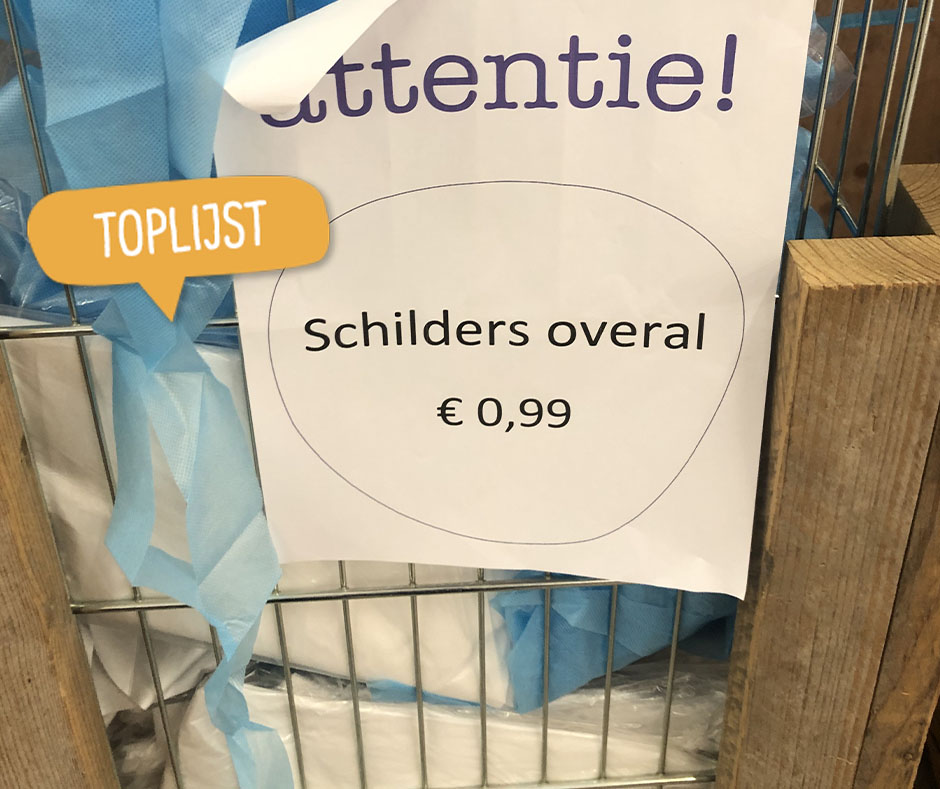 attentie!
TOPLIJST
Schilders overal
€ 0,99